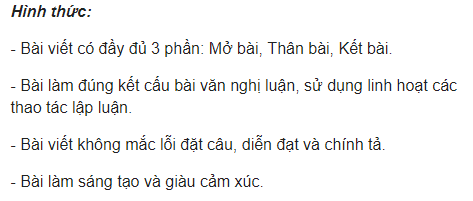 Hình thức:
- Bài viết có đầy đủ 3 phần: Mở bài, Thân bài, Kết bài.
- Bài làm đúng kết cấu bài văn nghị luận, sử dụng linh hoạt các
thao tác lập luận.
- Bài viết không mắc lỗi đặt câu, diễn đạt và chính tả.
- Bài làm sáng tạo và giàu cảm xúc.